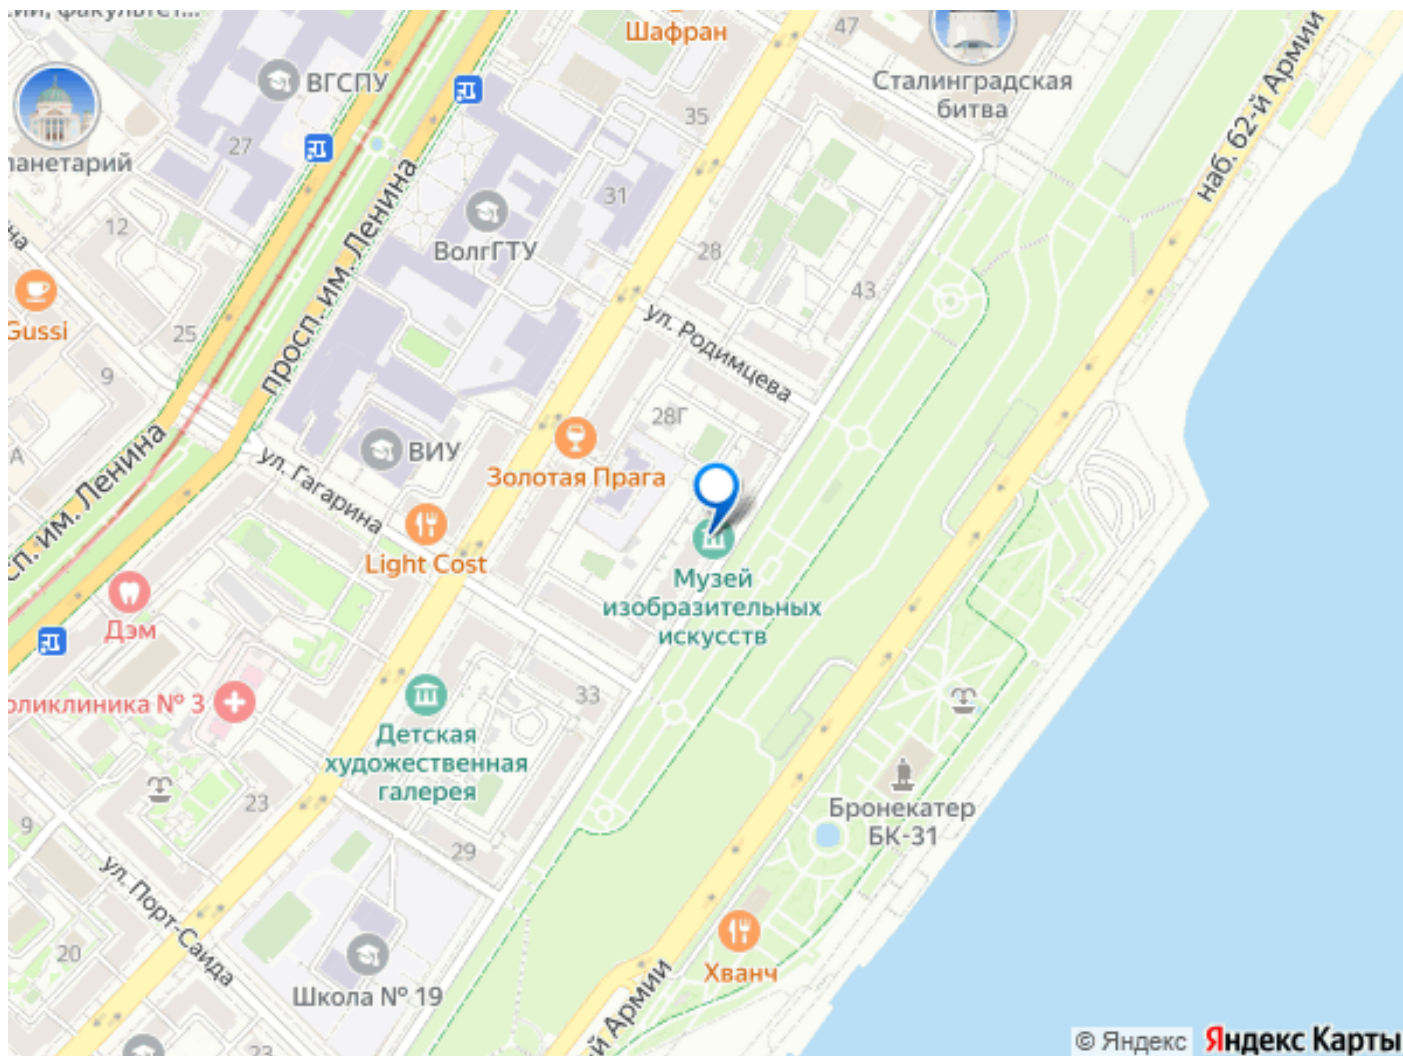 Шафран
47
Сталинградская
битва
наб. 62-й Армии
ВГСПУ
35
27
ланетарий
31
просп. им. Ленина
12
ВолгГТУ
28
43
на
Gussi
25
ул. Родимцева
9
28Г
А
ВИУ
Золотая Прага
ул. Гагарина
сп. им. Ленина
Light Cost
Музей
изобразительных
искусств
Дэм
оликлиника № 3
33
Детская
художественная
галерея
23
Бронекатер
БК-31
9
29
ул. Порт-Саида
20
Хванч
Школа № 19
-й Армии
23
© Яндекс Яндекс Карты